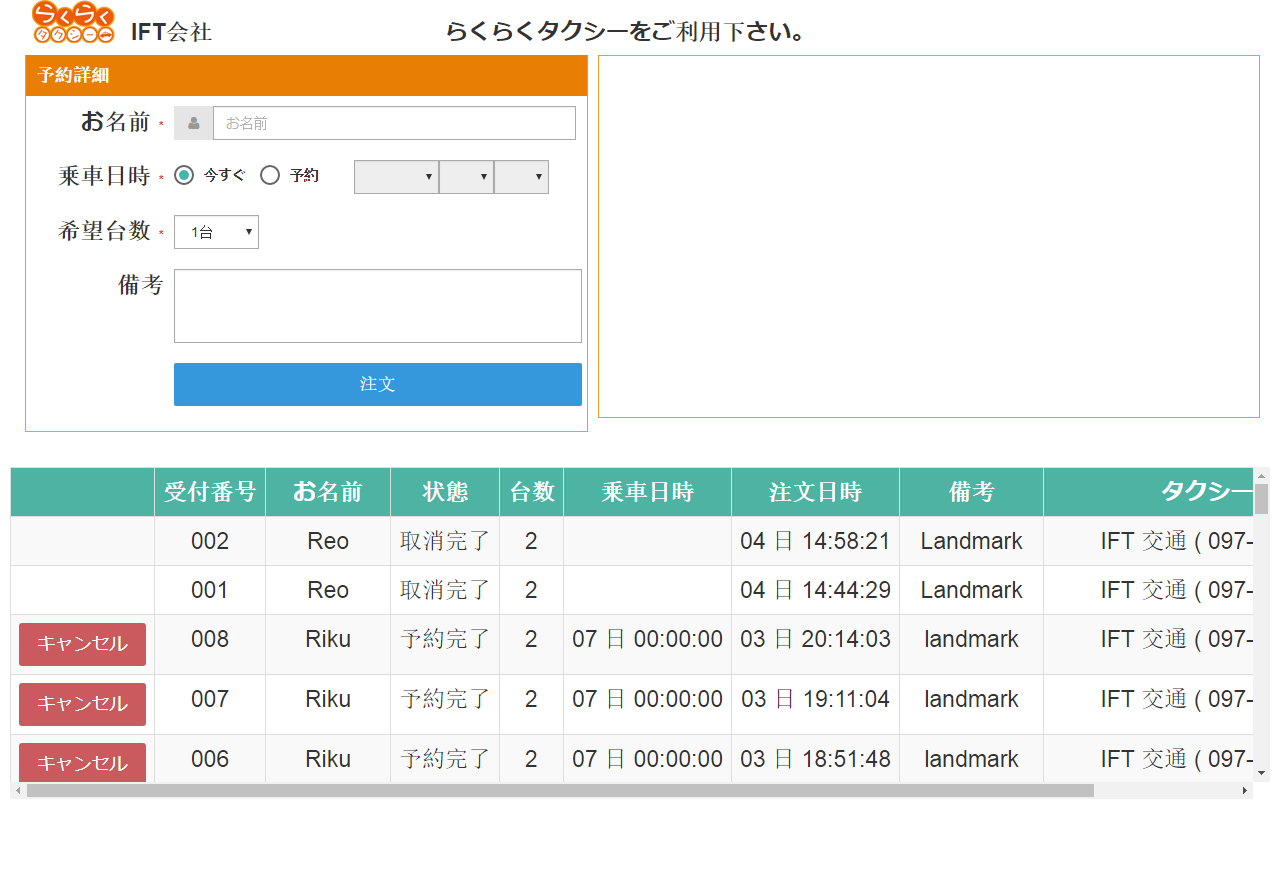 らくらく
タクシー
IFT会社
らくらくタクシーをご利用下さい。
予約詳細
お名前 *
お名前
乗車日時 *
今すぐ 予約
希望台数 *
1台
備考
注文
受付番号 お名前 状態 台数 乗車日時 注文日時 備考 タクシー
002 Reo 取消完了 2 04 日 14:58:21 Landmark IFT 交通 ( 097-
001 Reo 取消完了 2 04 日 14:44:29 Landmark IFT 交通 ( 097-
キャンセル 008 Riku 予約完了 2 07 日 00:00:00 03 日 20:14:03 landmark IFT 交通 ( 097-
キャンセル 007 Riku 予約完了 2 07 日 00:00:00 03 日 19:11:04 landmark IFT 交通 ( 097-
キャンセル 006 Riku 予約完了 2 07 日 00:00:00 03 日 18:51:48 landmark IFT 交通 ( 097-